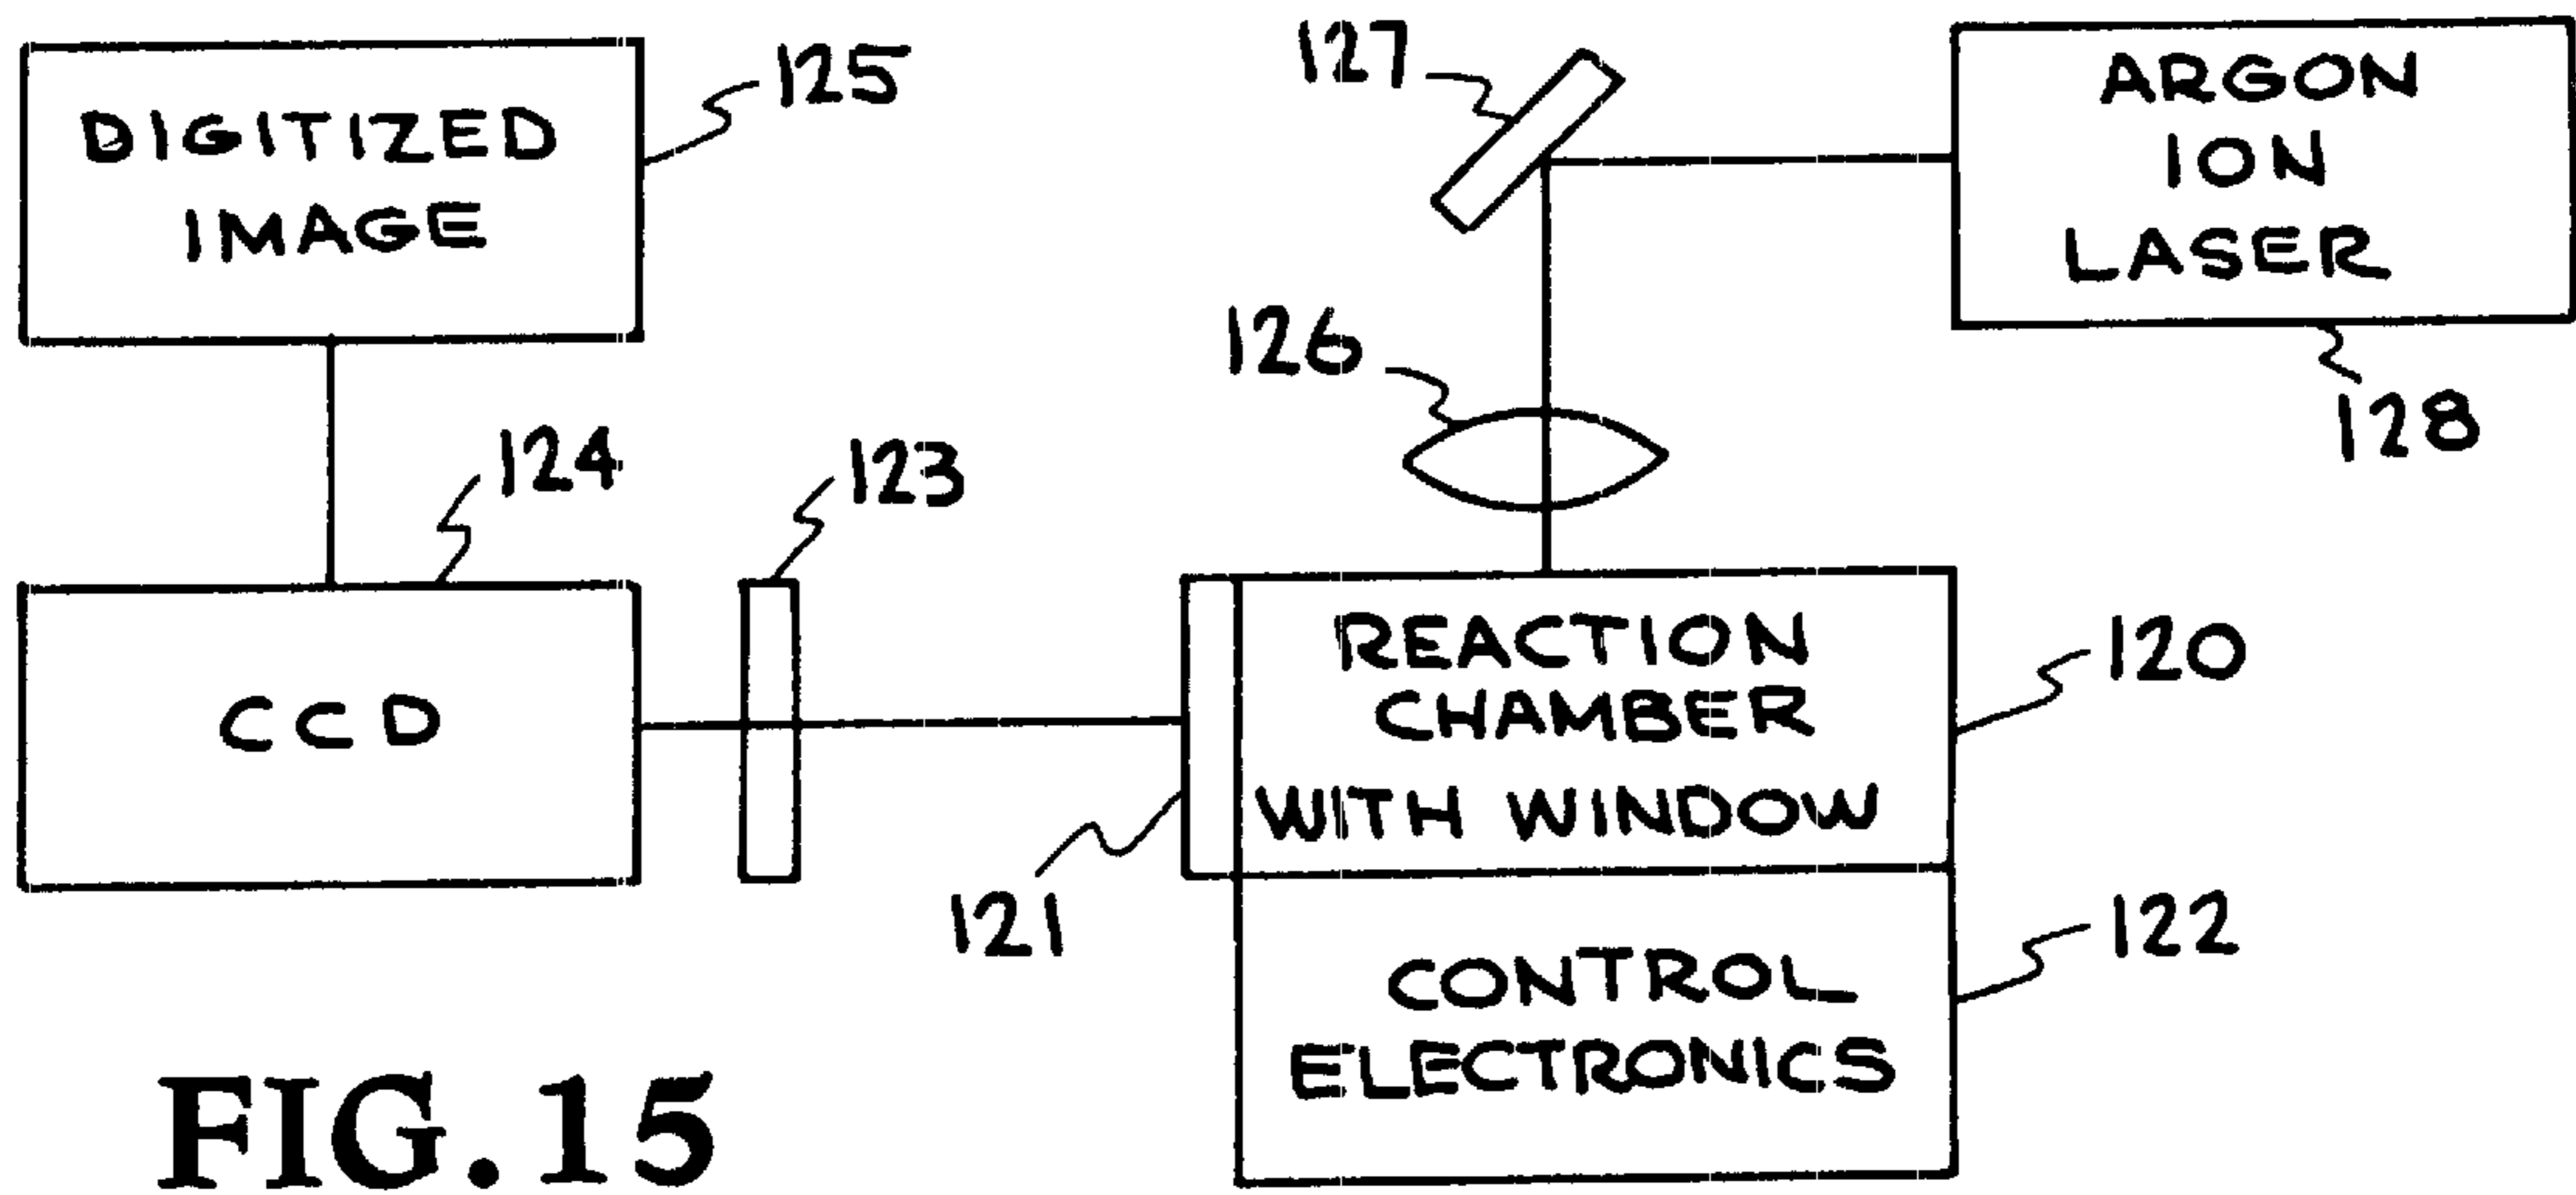 125
DIGITIZED
IMAGE
127
ARGON
ION
LASER
126
128
124
123
CCD
REACTION
CHAMBER
WITH WINDOW
120
121
122
CONTROL
ELECTRONICS
FIG.15